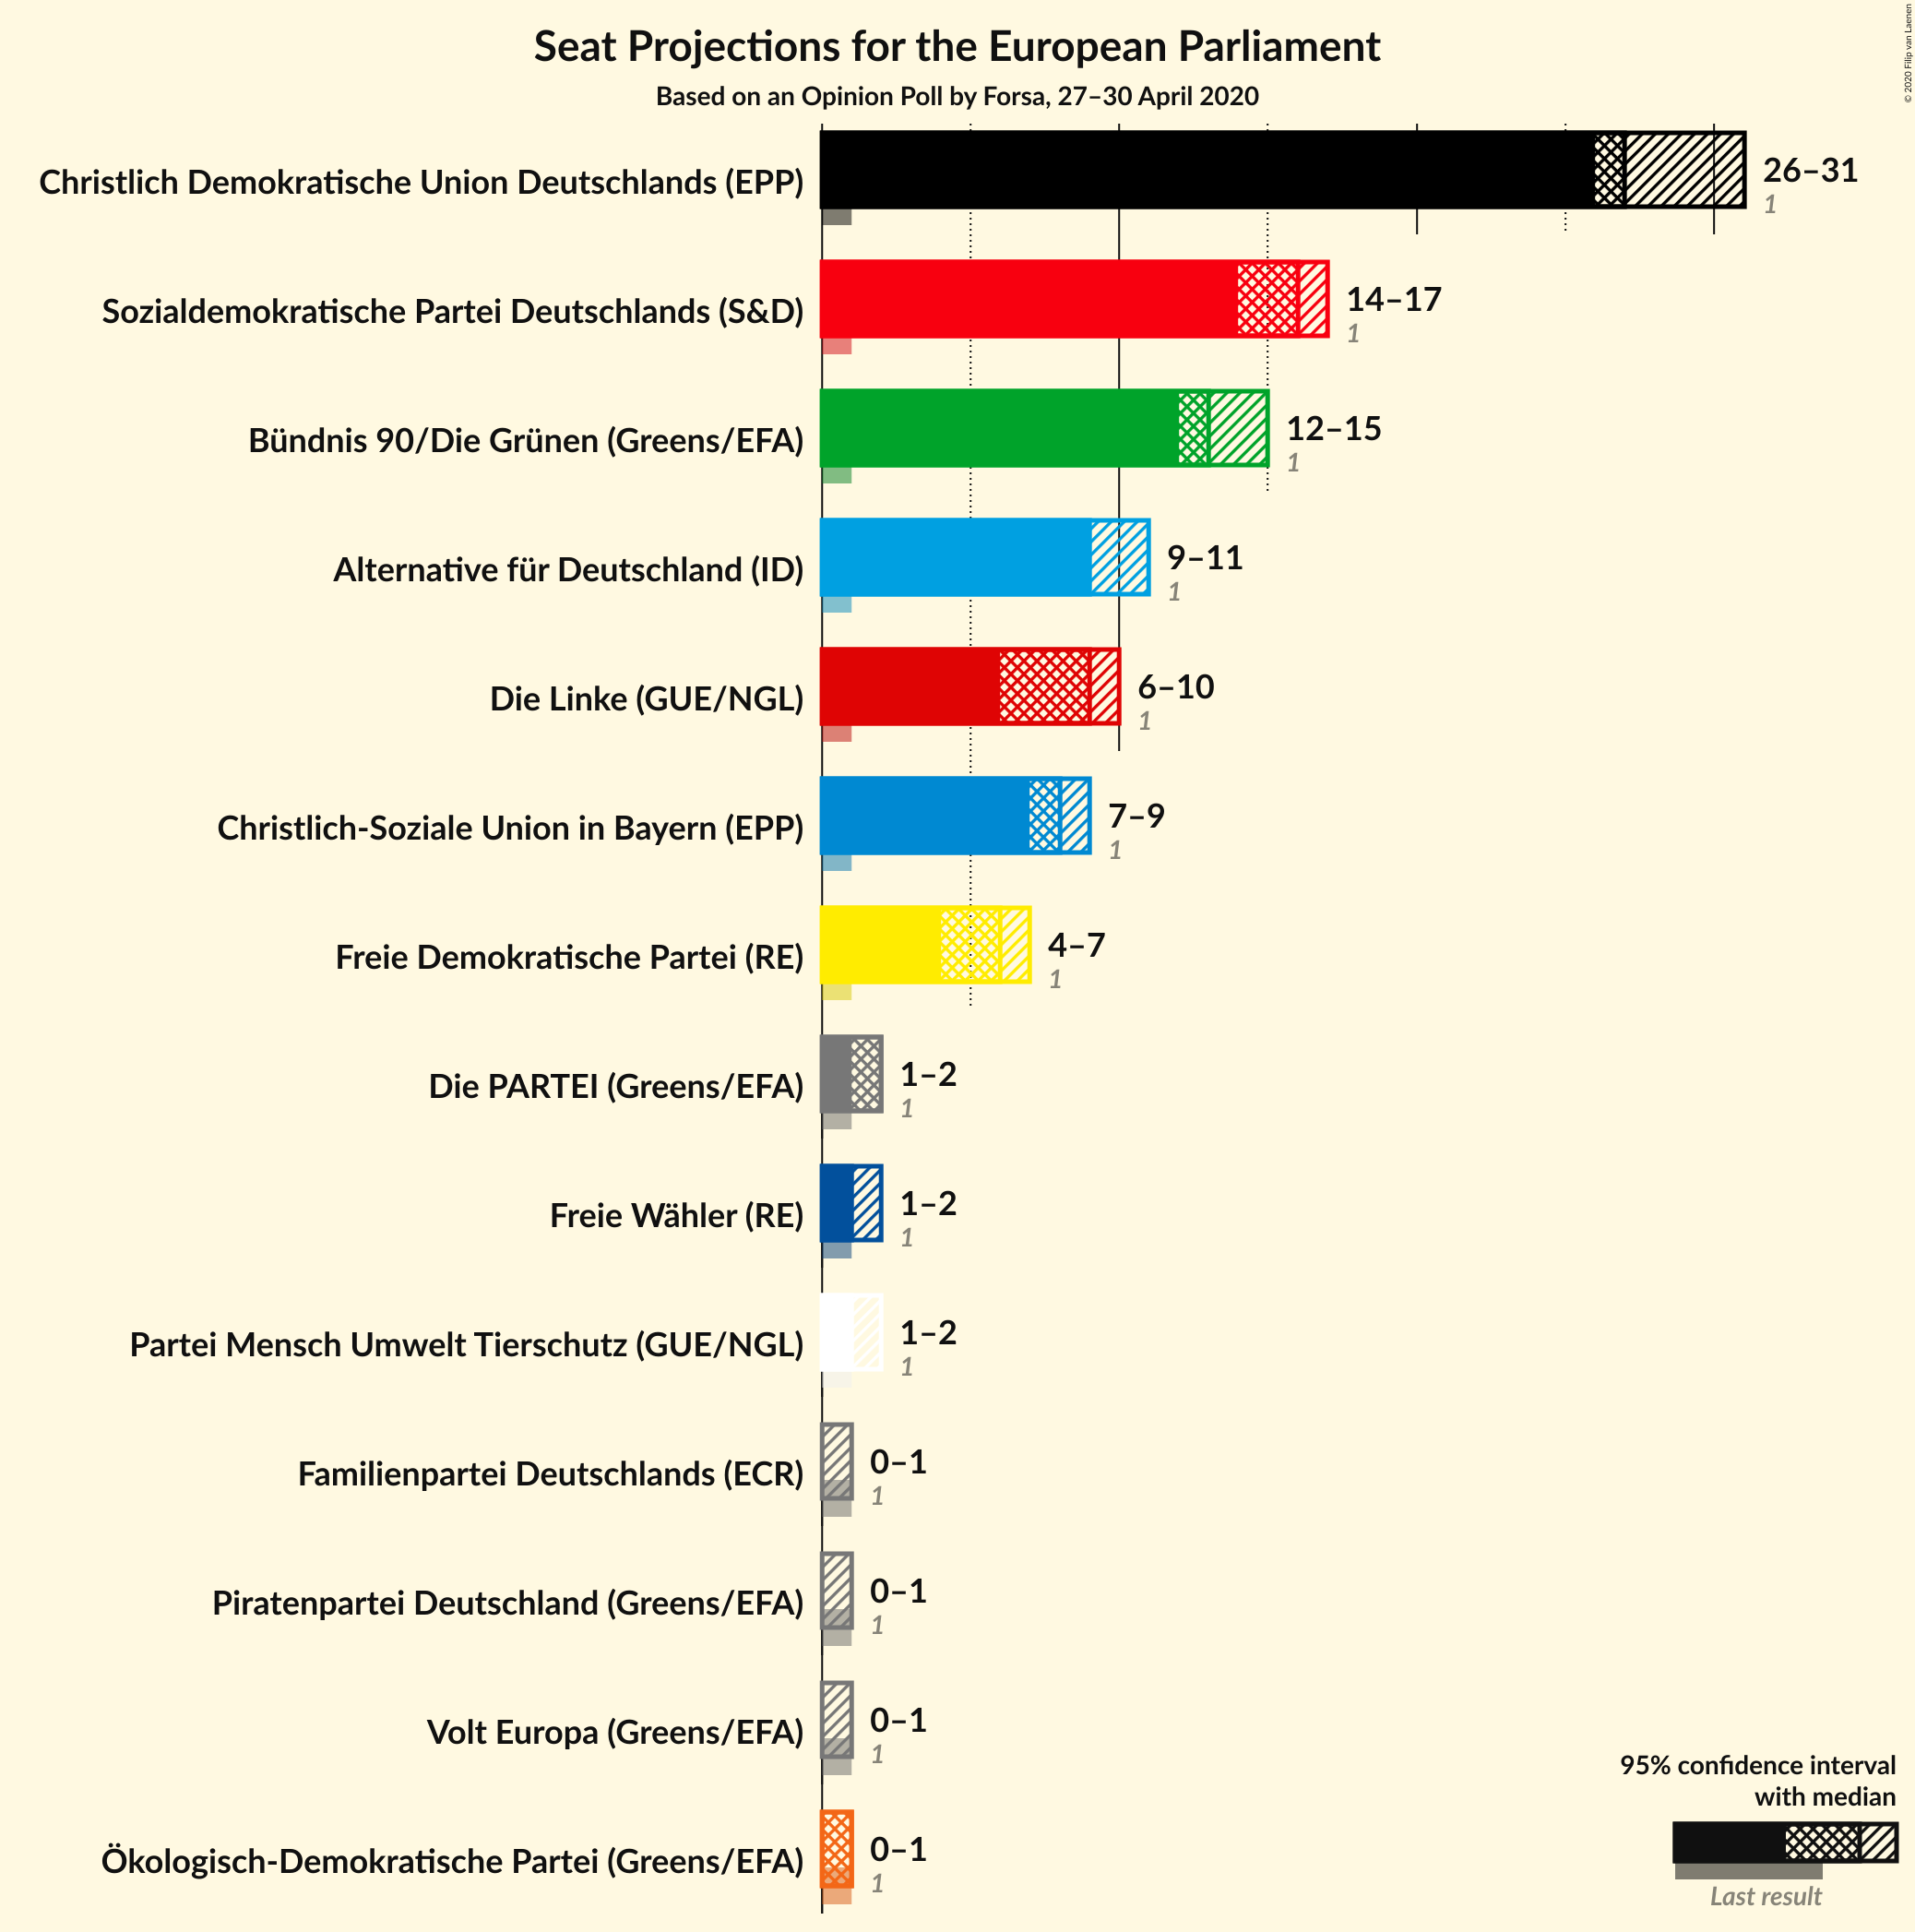 Seat Projections for the European Parliament
Based on an Opinion Poll by Forsa, 27–30 April 2020
© 2020 Filip van Laenen
Christlich Demokratische Union Deutschlands (EPP)
26–31
1
Sozialdemokratische Partei Deutschlands (S&D)
14–17
1
Bündnis 90/Die Grünen (Greens/EFA)
12–15
1
Alternative für Deutschland (ID)
9–11
1
Die Linke (GUE/NGL)
6–10
1
Christlich-Soziale Union in Bayern (EPP)
7–9
1
Freie Demokratische Partei (RE)
4–7
1
Die PARTEI (Greens/EFA)
1–2
1
Freie Wähler (RE)
1–2
1
Partei Mensch Umwelt Tierschutz (GUE/NGL)
1–2
1
Familienpartei Deutschlands (ECR)
0–1
1
Piratenpartei Deutschland (Greens/EFA)
0–1
1
Volt Europa (Greens/EFA)
0–1
1
Ökologisch-Demokratische Partei (Greens/EFA)
0–1
1
95% confidence interval
with median
Last result